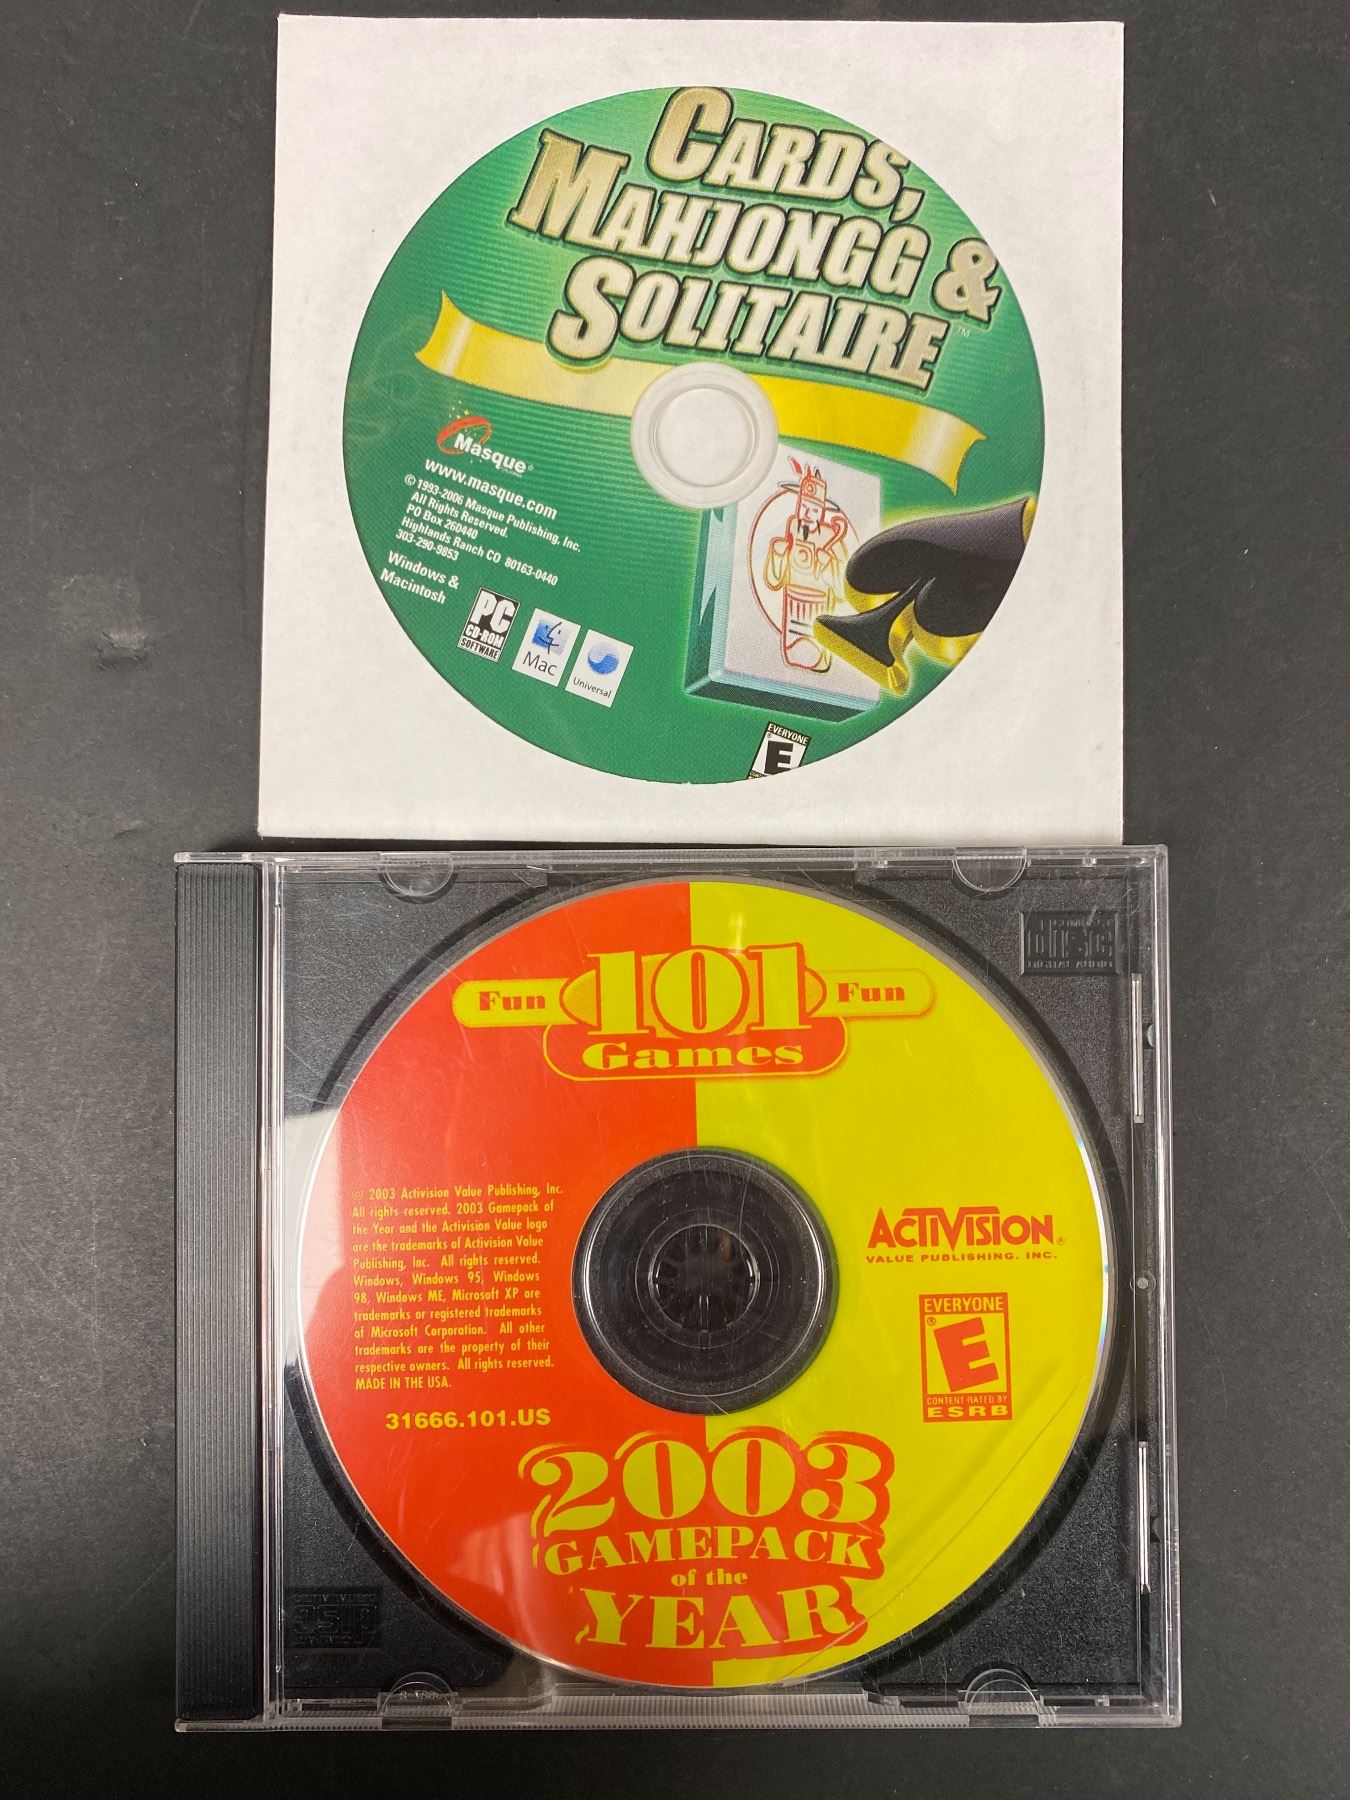 CARDS,
MAHJONGG &
SOLITAIRE™
Masque®
www.masque.com
© 1993-2006 Masque Publishing, Inc.
All Rights Reserved.
PO Box 260440
Highlands Ranch CO 80163-0440
303-290-9853
Windows &
Macintosh
PC
CD-ROM
SOFTWARE
Mac
Universal
EVERYONE
E
COMPACT
disc
DIGITAL AUDIO
Fun 101 Fun
Games
© 2003 Activision Value Publishing, Inc.
All rights reserved. 2003 Gamepack of
the Year and the Activision Value logo
are the trademarks of Activision Value
Publishing, Inc. All rights reserved.
Windows, Windows 95, Windows
98, Windows ME, Microsoft XP are
trademarks or registered trademarks
of Microsoft Corporation. All other
trademarks are the property of their
respective owners. All rights reserved.
MADE IN THE USA.
31666.101.US
ACTIVISION®
VALUE PUBLISHING, INC.
EVERYONE
® E
CONTENT RATED BY
ESRB
2003
GAMEPACK
of the
YEAR